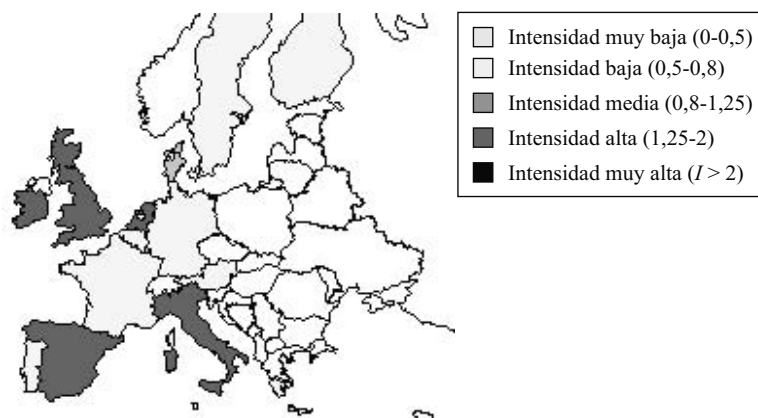 Intensidad muy baja (0-0,5)
Intensidad baja (0,5-0,8)
Intensidad media (0,8-1,25)
Intensidad alta (1,25-2)
Intensidad muy alta (I > 2)